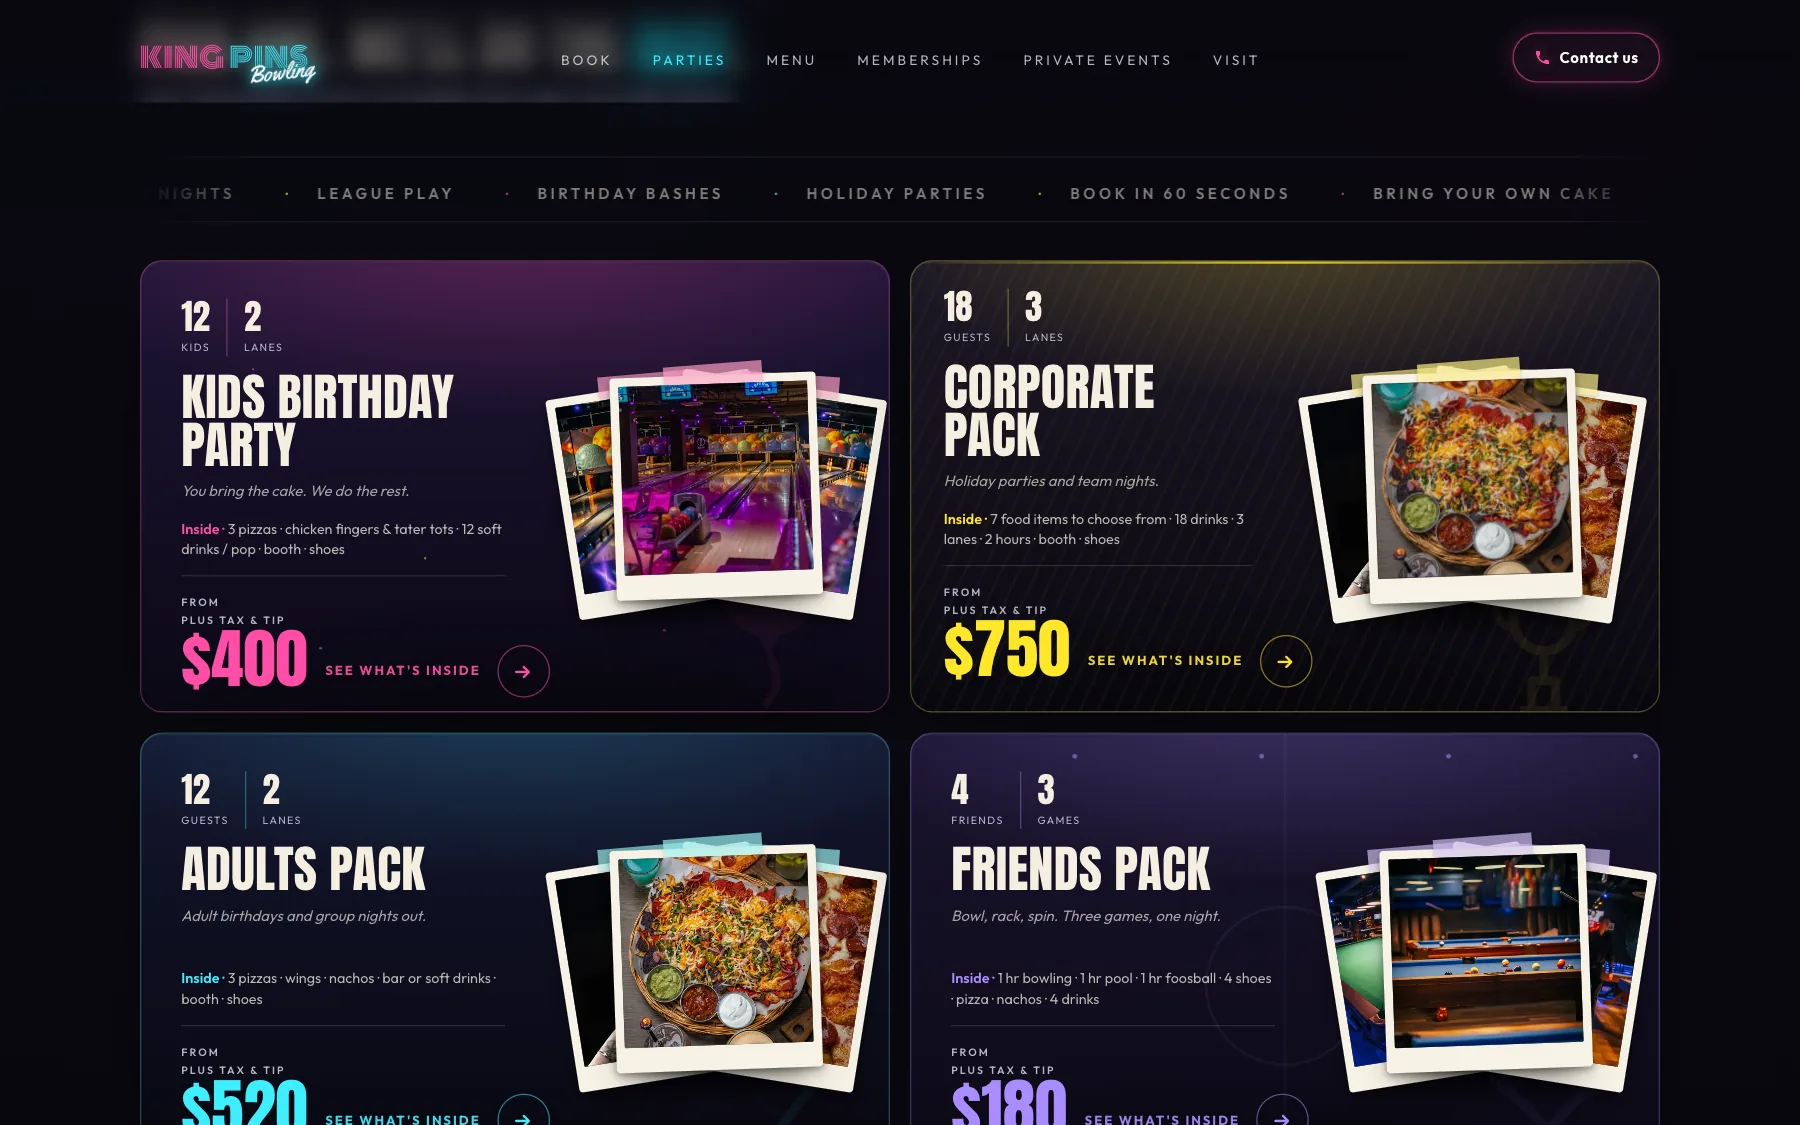 KING PINS
Bowling
BOOK
PARTIES
MENU
MEMBERSHIPS
PRIVATE EVENTS
VISIT
Contact us
NIGHTS · LEAGUE PLAY · BIRTHDAY BASHES · HOLIDAY PARTIES · BOOK IN 60 SECONDS · BRING YOUR OWN CAKE
12 2
KIDS LANES
KIDS BIRTHDAY
PARTY
You bring the cake. We do the rest.
Inside · 3 pizzas · chicken fingers & tater tots · 12 soft
drinks / pop · booth · shoes
FROM
PLUS TAX & TIP
$400 SEE WHAT'S INSIDE →
18 3
GUESTS LANES
CORPORATE
PACK
Holiday parties and team nights.
Inside · 7 food items to choose from · 18 drinks · 3
lanes · 2 hours · booth · shoes
FROM
PLUS TAX & TIP
$750 SEE WHAT'S INSIDE →
12 2
GUESTS LANES
ADULTS PACK
Adult birthdays and group nights out.
Inside · 3 pizzas · wings · nachos · bar or soft drinks ·
booth · shoes
FROM
PLUS TAX & TIP
$520 SEE WHAT'S INSIDE →
4 3
FRIENDS GAMES
FRIENDS PACK
Bowl, rack, spin. Three games, one night.
Inside · 1 hr bowling · 1 hr pool · 1 hr foosball · 4 shoes
· pizza · nachos · 4 drinks
FROM
PLUS TAX & TIP
$180 SEE WHAT'S INSIDE →